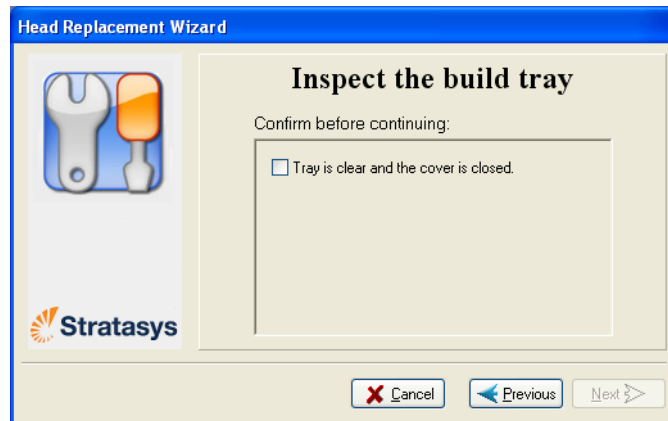 Head Replacement Wizard
Inspect the build tray
Confirm before continuing:
Tray is clear and the cover is closed.
Stratasys
Cancel
Previous
Next